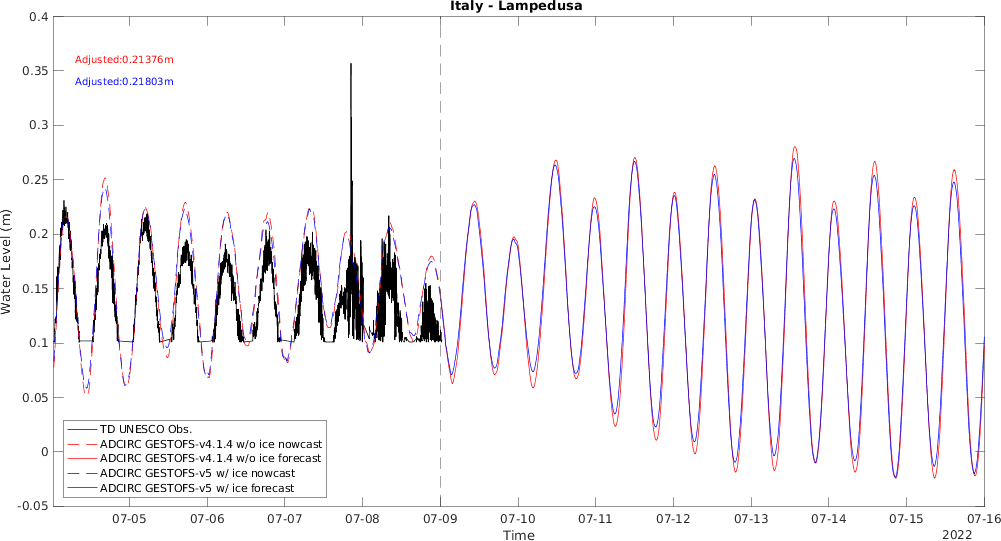 Italy - Lampedusa
0.4
0.35
0.3
0.25
0.2
0.15
0.1
0.05
0
-0.05
Water Level (m)
Adjusted:0.21376m
Adjusted:0.21803m
TD UNESCO Obs.
ADCIRC GESTOFS-v4.1.4 w/o ice nowcast
ADCIRC GESTOFS-v4.1.4 w/o ice forecast
ADCIRC GESTOFS-v5 w/ ice nowcast
ADCIRC GESTOFS-v5 w/ ice forecast
07-05 07-06 07-07 07-08 07-09 07-10 07-11 07-12 07-13 07-14 07-15 07-16
Time
2022